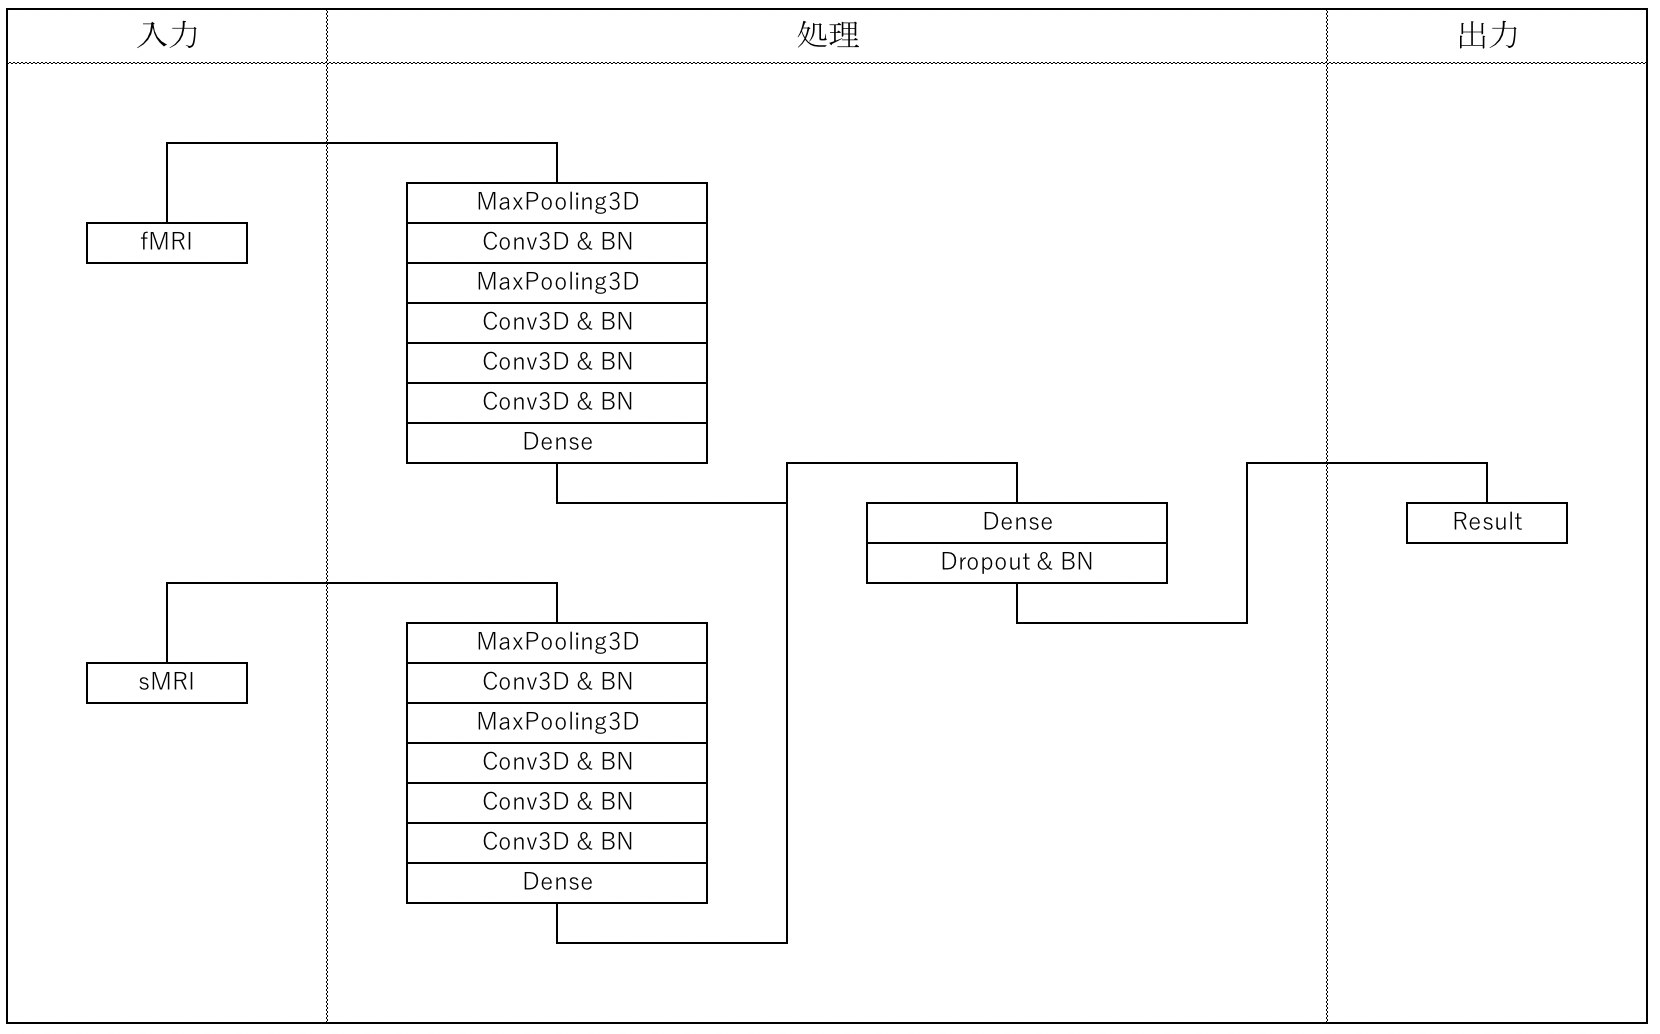 入力
処理
出力
fMRI
MaxPooling3D
Conv3D & BN
MaxPooling3D
Conv3D & BN
Conv3D & BN
Conv3D & BN
Dense
sMRI
MaxPooling3D
Conv3D & BN
MaxPooling3D
Conv3D & BN
Conv3D & BN
Conv3D & BN
Dense
Dense
Dropout & BN
Result